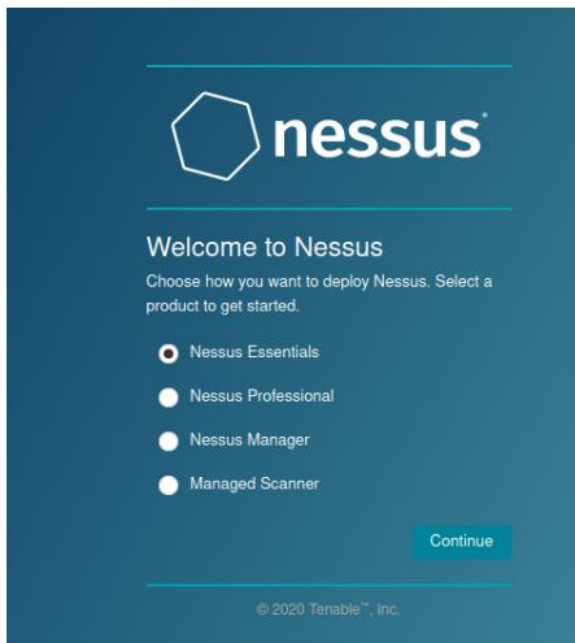 nessus®
Welcome to Nessus
Choose how you want to deploy Nessus. Select a
product to get started.
Nessus Essentials
Nessus Professional
Nessus Manager
Managed Scanner
Continue
© 2020 Tenable™, Inc.